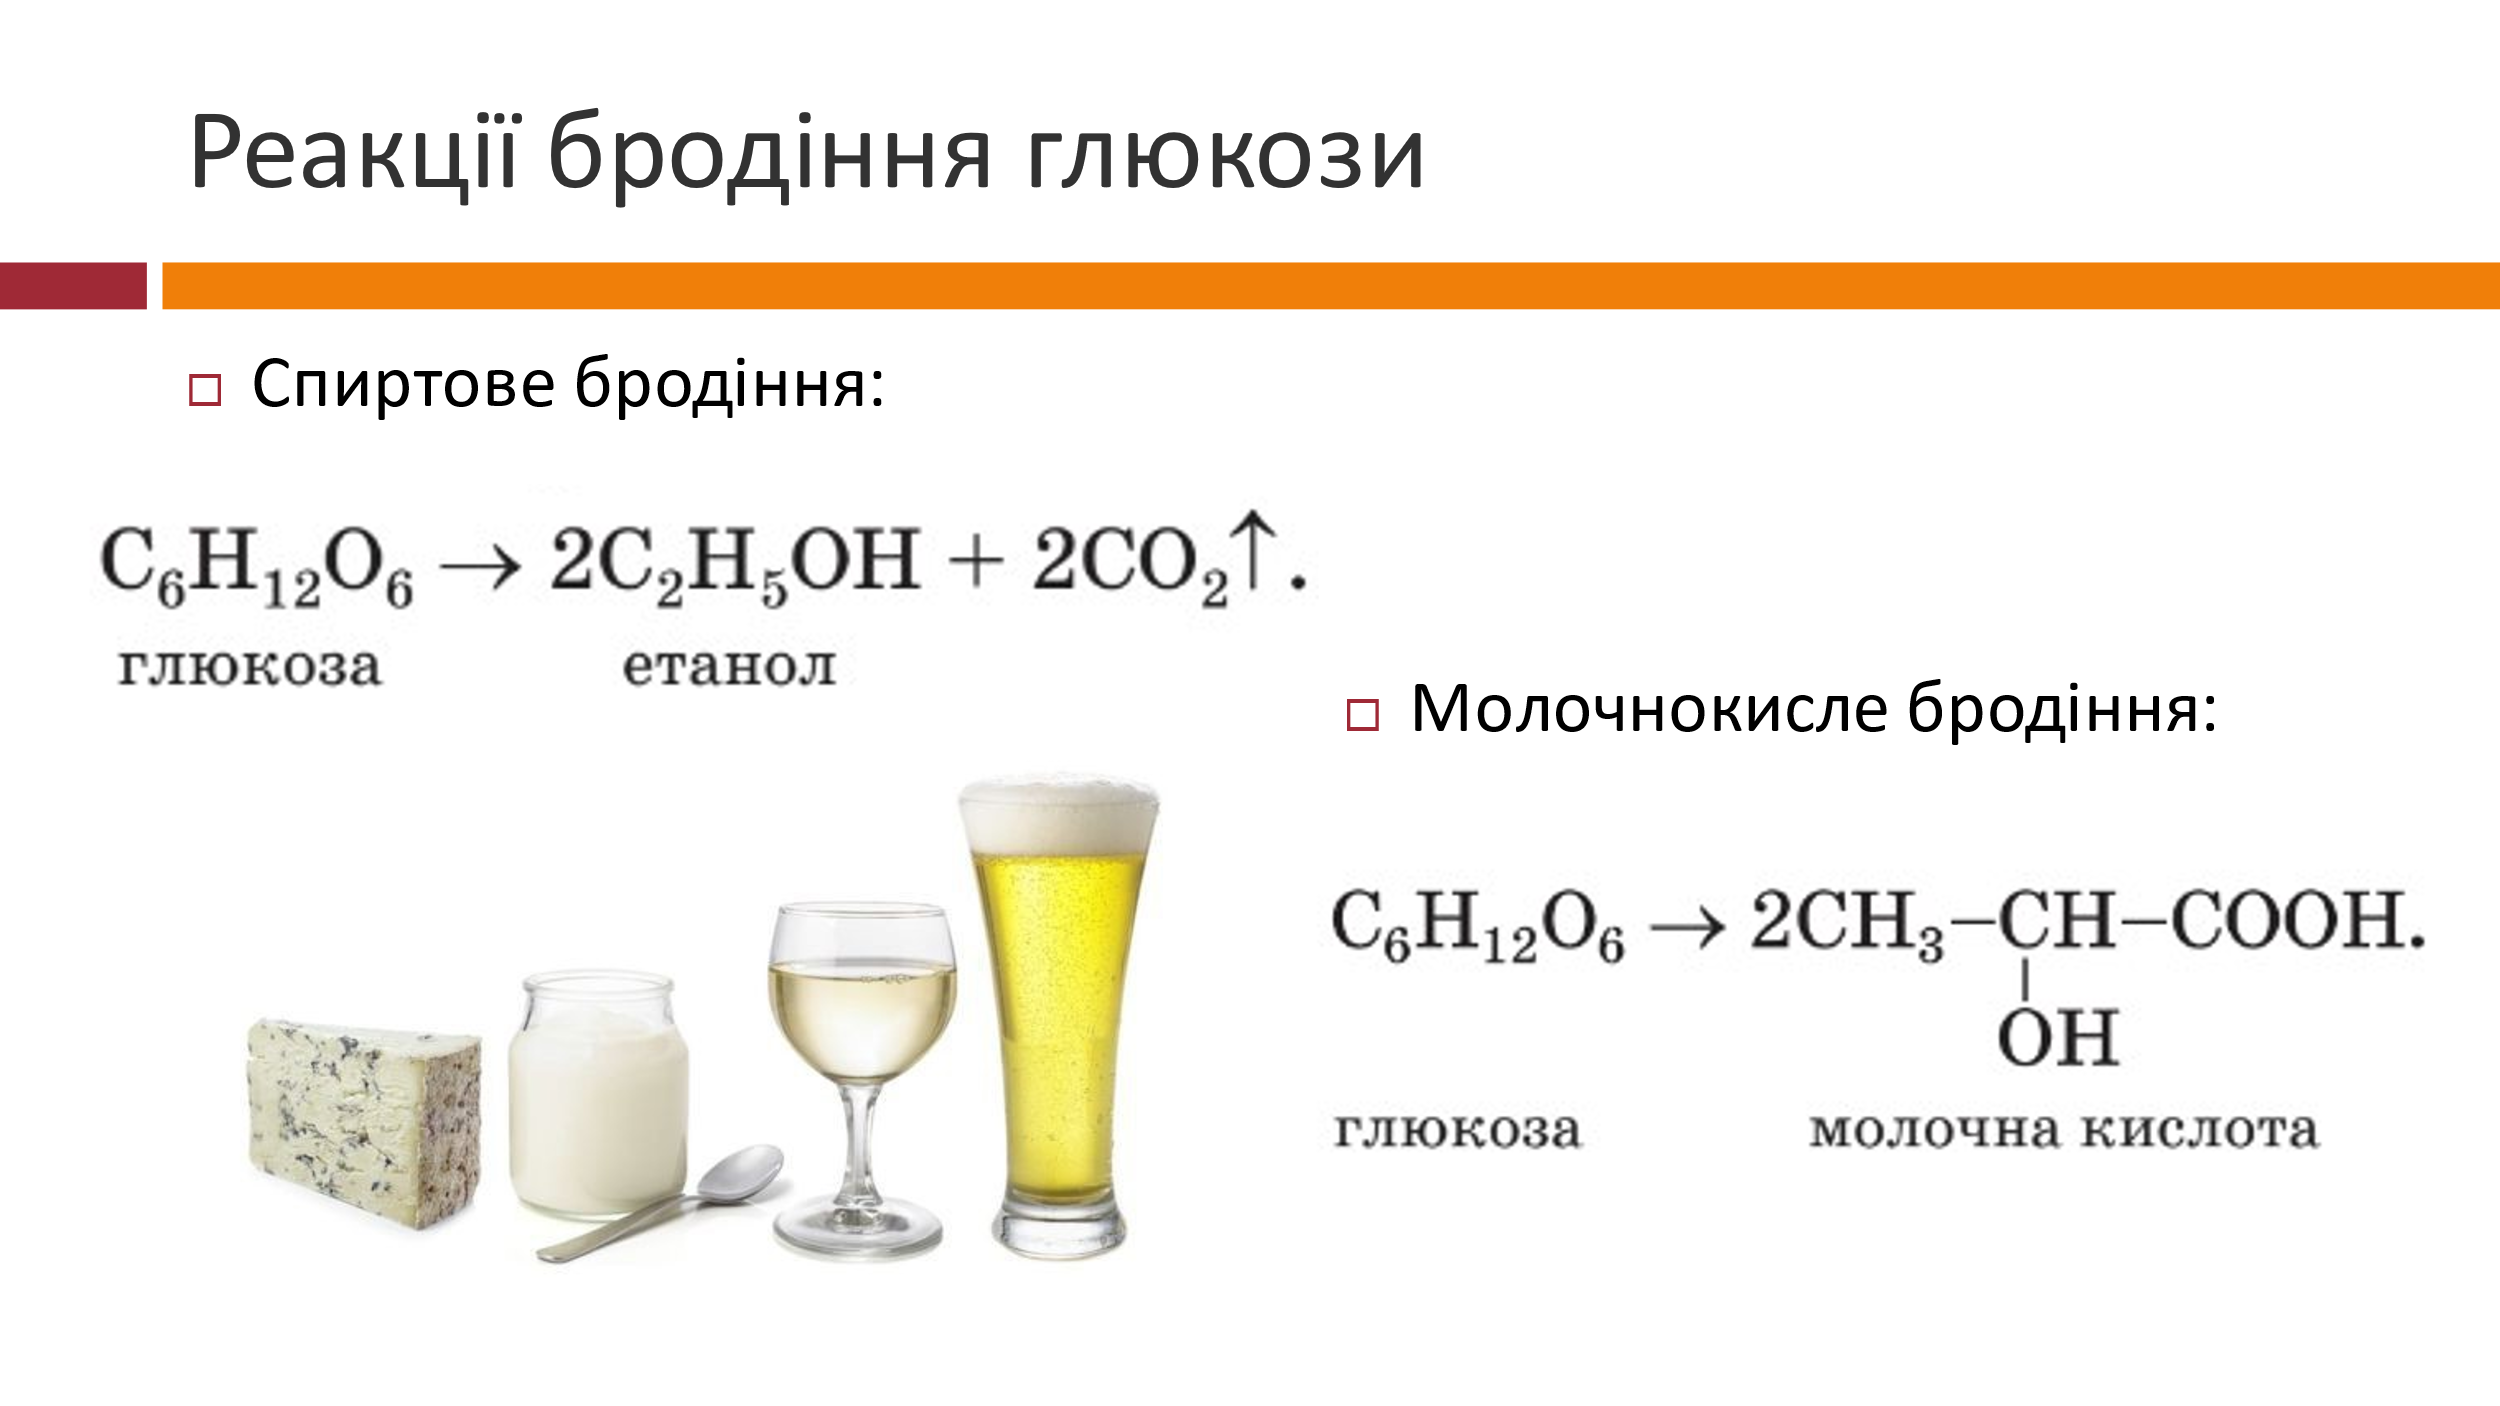 Реакції бродіння глюкози
Спиртове бродіння:
C₆H₁₂O₆ → 2C₂H₅OH + 2CO₂↑.
глюкоза етанол
Молочнокисле бродіння:
C₆H₁₂O₆ → 2CH₃–CH–COOH.
OH
глюкоза молочна кислота